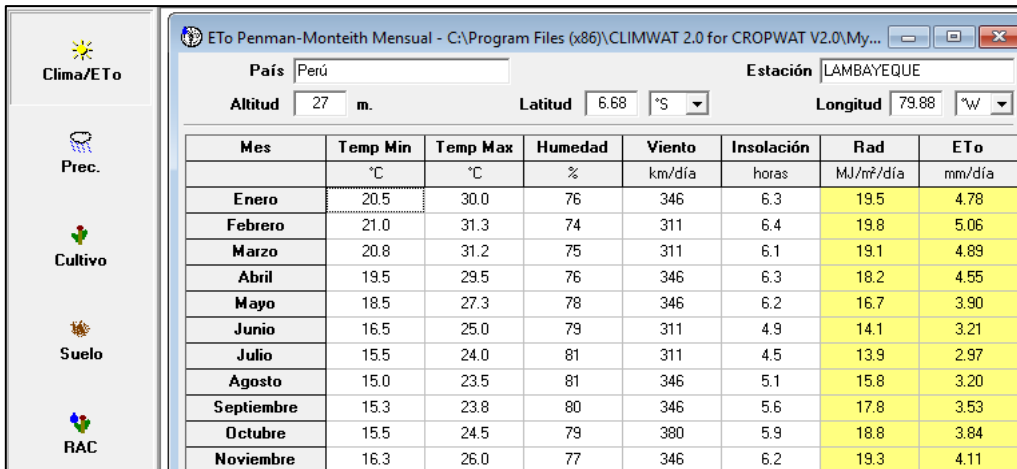 ETo Penman-Monteith Mensual - C:\Program Files (x86)\CLIMWAT 2.0 for CROPWAT V2.0\My...
Clima/ETo
Prec.
Cultivo
Suelo
RAC
País Perú Estación LAMBAYEQUE
Altitud 27 m. Latitud 6.68 °S Longitud 79.88 °W
Mes Temp Min Temp Max Humedad Viento Insolación Rad ETo
°C °C % km/día horas MJ/m²/día mm/día
Enero 20.5 30.0 76 346 6.3 19.5 4.78
Febrero 21.0 31.3 74 311 6.4 19.8 5.06
Marzo 20.8 31.2 75 311 6.1 19.1 4.89
Abril 19.5 29.5 76 346 6.3 18.2 4.55
Mayo 18.5 27.3 78 346 6.2 16.7 3.90
Junio 16.5 25.0 79 311 4.9 14.1 3.21
Julio 15.5 24.0 81 311 4.5 13.9 2.97
Agosto 15.0 23.5 81 346 5.1 15.8 3.20
Septiembre 15.3 23.8 80 346 5.6 17.8 3.53
Octubre 15.5 24.5 79 380 5.9 18.8 3.84
Noviembre 16.3 26.0 77 346 6.2 19.3 4.11